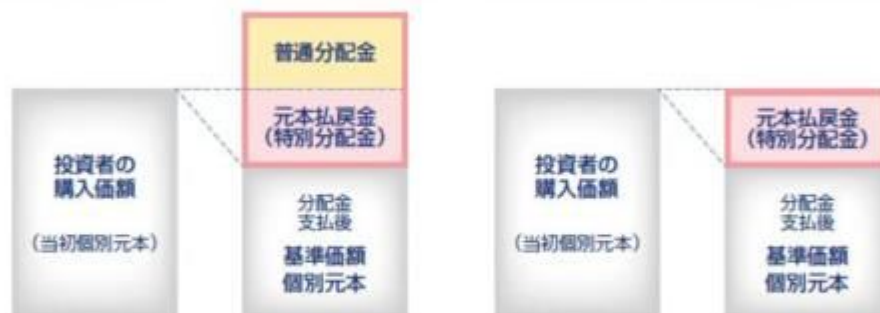 普通分配金
元本払戻金
(特別分配金)
投資者の
購入価額
(当初個別元本)
分配金
支払後
基準価額
個別元本
元本払戻金
(特別分配金)
投資者の
購入価額
(当初個別元本)
分配金
支払後
基準価額
個別元本